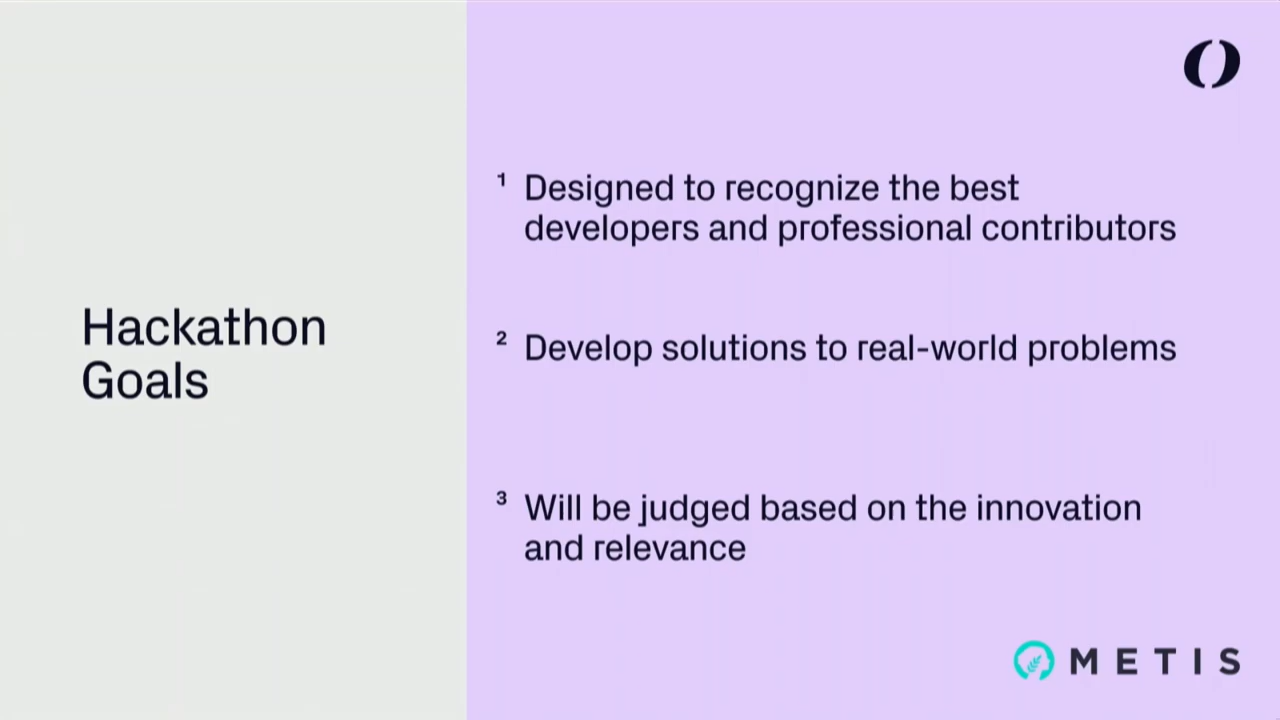 Hackathon
Goals
1 Designed to recognize the best
developers and professional contributors
2 Develop solutions to real-world problems
3 Will be judged based on the innovation
and relevance
METIS